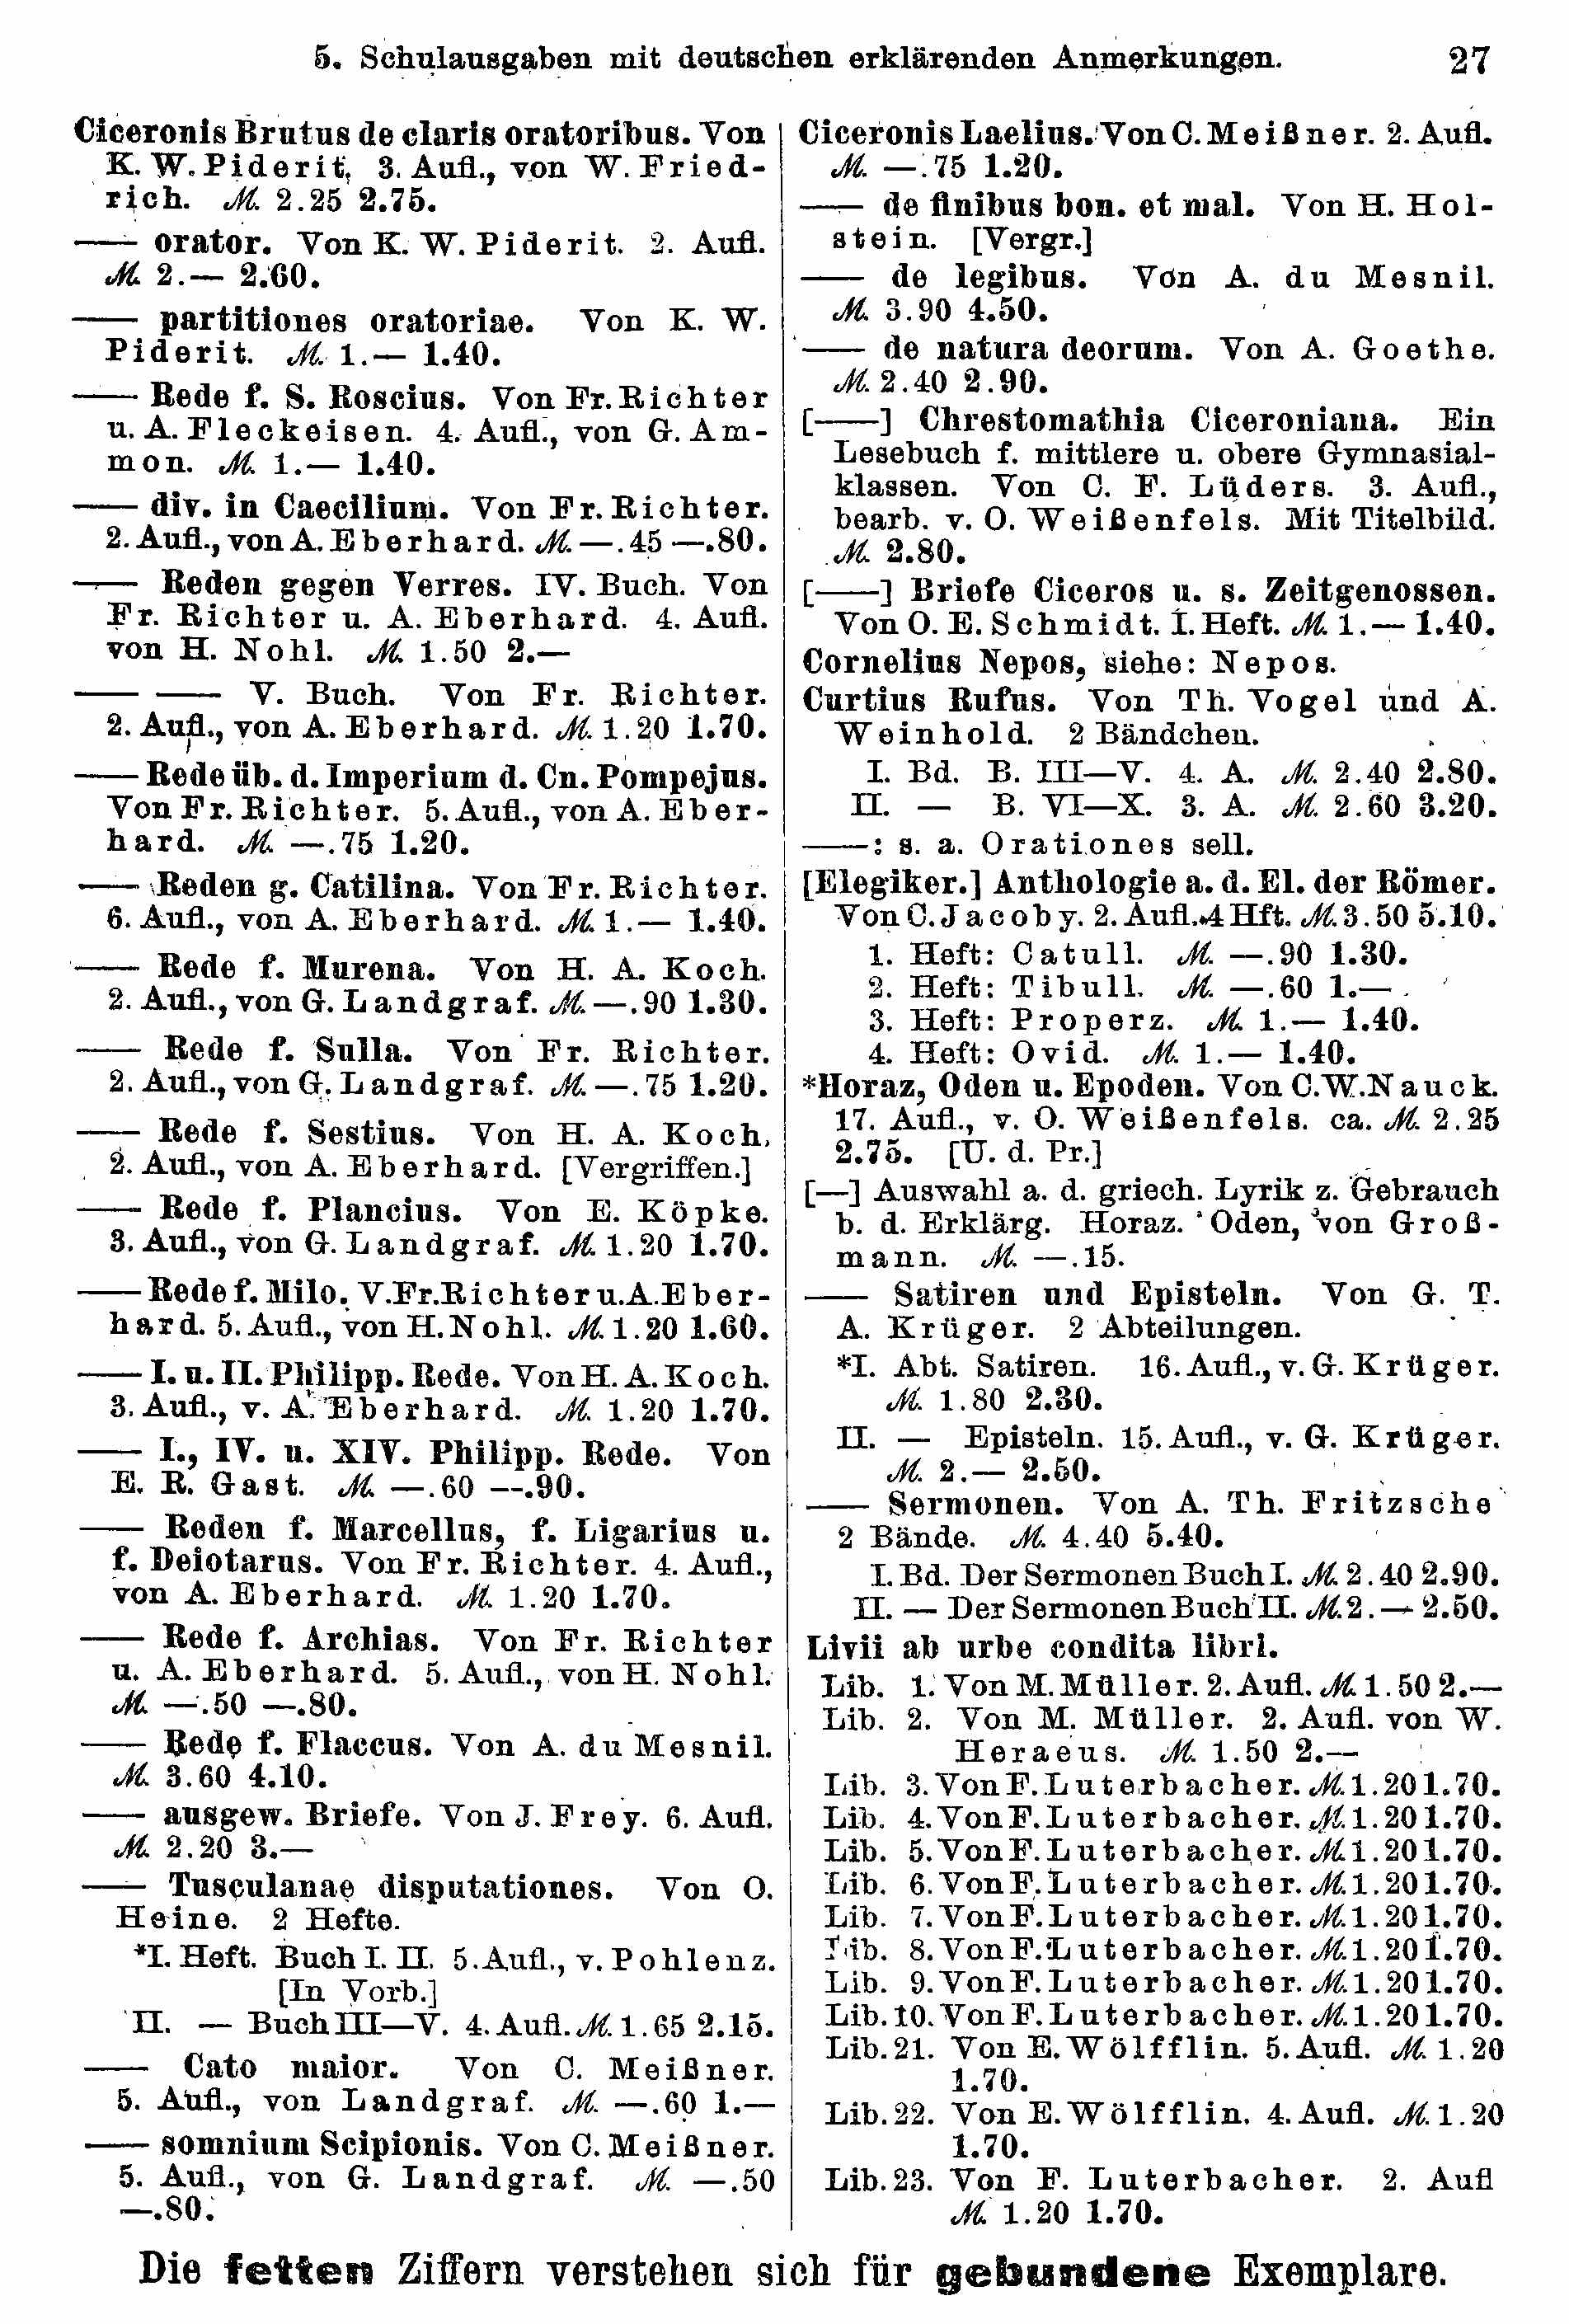 5. Schulausgaben mit deutschen erklärenden Anmerkungen. 27
Ciceronis Brutus de claris oratoribus. Von
K. W. Piderit, 3. Aufl., von W. Fried-
rich. ℳ 2.25 2.75.
—— orator. Von K. W. Piderit. 2. Aufl.
ℳ 2.— 2.60.
—— partitiones oratoriae. Von K. W.
Piderit. ℳ 1.— 1.40.
—— Rede f. S. Roscius. Von Fr. Richter
u. A. Fleckeisen. 4. Aufl., von G. Am-
mon. ℳ 1.— 1.40.
—— div. in Caecilium. Von Fr. Richter.
2. Aufl., von A. Eberhard. ℳ —.45 —.80.
—— Reden gegen Verres. IV. Buch. Von
Fr. Richter u. A. Eberhard. 4. Aufl.
von H. Nohl. ℳ 1.50 2.—
—— —— V. Buch. Von Fr. Richter.
2. Aufl., von A. Eberhard. ℳ 1.20 1.70.
—— Rede üb. d. Imperium d. Cn. Pompejus.
Von Fr. Richter. 5. Aufl., von A. Eber-
hard. ℳ —.75 1.20.
—— Reden g. Catilina. Von Fr. Richter.
6. Aufl., von A. Eberhard. ℳ 1.— 1.40.
—— Rede f. Murena. Von H. A. Koch.
2. Aufl., von G. Landgraf. ℳ —.90 1.30.
—— Rede f. Sulla. Von Fr. Richter.
2. Aufl., von G. Landgraf. ℳ —.75 1.20.
—— Rede f. Sestius. Von H. A. Koch,
2. Aufl., von A. Eberhard. [Vergriffen.]
—— Rede f. Plancius. Von E. Köpke.
3. Aufl., von G. Landgraf. ℳ 1.20 1.70.
—— Rede f. Milo. V. Fr. Richter u. A. Eber-
hard. 5. Aufl., von H. Nohl. ℳ 1.20 1.60.
—— I. u. II. Philipp. Rede. Von H. A. Koch.
3. Aufl., v. A. Eberhard. ℳ 1.20 1.70.
—— I., IV. u. XIV. Philipp. Rede. Von
E. R. Gast. ℳ —.60 —.90.
—— Reden f. Marcellus, f. Ligarius u.
f. Deiotarus. Von Fr. Richter. 4. Aufl.,
von A. Eberhard. ℳ 1.20 1.70.
—— Rede f. Archias. Von Fr. Richter
u. A. Eberhard. 5. Aufl., von H. Nohl.
ℳ —.50 —.80.
—— Rede f. Flaccus. Von A. du Mesnil.
ℳ 3.60 4.10.
—— ausgew. Briefe. Von J. Frey. 6. Aufl.
ℳ 2.20 3.—
—— Tusculanae disputationes. Von O.
Heine. 2 Hefte.
*I. Heft. Buch I. II. 5. Aufl., v. Pohlenz.
[In Vorb.]
II. — Buch III—V. 4. Aufl. ℳ 1.65 2.15.
—— Cato maior. Von C. Meißner.
5. Aufl., von Landgraf. ℳ —.60 1.—
—— somnium Scipionis. Von C. Meißner.
5. Aufl., von G. Landgraf. ℳ —.50
—.80.
Ciceronis Laelius. Von C. Meißner. 2. Aufl.
ℳ —.75 1.20.
—— de finibus bon. et mal. Von H. Hol-
stein. [Vergr.]
—— de legibus. Von A. du Mesnil.
ℳ 3.90 4.50.
—— de natura deorum. Von A. Goethe.
ℳ 2.40 2.90.
[——] Chrestomathia Ciceroniana. Ein
Lesebuch f. mittlere u. obere Gymnasial-
klassen. Von C. F. Lüders. 3. Aufl.,
bearb. v. O. Weißenfels. Mit Titelbild.
ℳ 2.80.
[——] Briefe Ciceros u. s. Zeitgenossen.
Von O. E. Schmidt. I. Heft. ℳ 1.— 1.40.
Cornelius Nepos, siehe: Nepos.
Curtius Rufus. Von Th. Vogel und A.
Weinhold. 2 Bändchen.
I. Bd. B. III—V. 4. A. ℳ 2.40 2.80.
II. — B. VI—X. 3. A. ℳ 2.60 3.20.
——: s. a. Orationes sell.
[Elegiker.] Anthologie a. d. El. der Römer.
Von C. Jacoby. 2. Aufl. 4 Hft. ℳ 3.50 5.10.
1. Heft: Catull. ℳ —.90 1.30.
2. Heft: Tibull. ℳ —.60 1.—
3. Heft: Properz. ℳ 1.— 1.40.
4. Heft: Ovid. ℳ 1.— 1.40.
*Horaz, Oden u. Epoden. Von C. W. Nauck.
17. Aufl., v. O. Weißenfels. ca. ℳ 2.25
2.75. [U. d. Pr.]
[—] Auswahl a. d. griech. Lyrik z. Gebrauch
b. d. Erklärg. Horaz. Oden, von Groß-
mann. ℳ —.15.
—— Satiren und Episteln. Von G. T.
A. Krüger. 2 Abteilungen.
*I. Abt. Satiren. 16. Aufl., v. G. Krüger.
ℳ 1.80 2.30.
II. — Episteln. 15. Aufl., v. G. Krüger.
ℳ 2.— 2.50.
—— Sermonen. Von A. Th. Fritzsche
2 Bände. ℳ 4.40 5.40.
I. Bd. Der Sermonen Buch I. ℳ 2.40 2.90.
II. — Der Sermonen Buch II. ℳ 2.— 2.50.
Livii ab urbe condita libri.
Lib. 1. Von M. Müller. 2. Aufl. ℳ 1.50 2.—
Lib. 2. Von M. Müller. 2. Aufl. von W.
Heraeus. ℳ 1.50 2.—
Lib. 3. Von F. Luterbacher. ℳ 1.20 1.70.
Lib. 4. Von F. Luterbacher. ℳ 1.20 1.70.
Lib. 5. Von F. Luterbacher. ℳ 1.20 1.70.
Lib. 6. Von F. Luterbacher. ℳ 1.20 1.70.
Lib. 7. Von F. Luterbacher. ℳ 1.20 1.70.
Lib. 8. Von F. Luterbacher. ℳ 1.20 1.70.
Lib. 9. Von F. Luterbacher. ℳ 1.20 1.70.
Lib. 10. Von F. Luterbacher. ℳ 1.20 1.70.
Lib. 21. Von E. Wölfflin. 5. Aufl. ℳ 1.20
1.70.
Lib. 22. Von E. Wölfflin. 4. Aufl. ℳ 1.20
1.70.
Lib. 23. Von F. Luterbacher. 2. Aufl
ℳ 1.20 1.70.
Die fetten Ziffern verstehen sich für gebundene Exemplare.